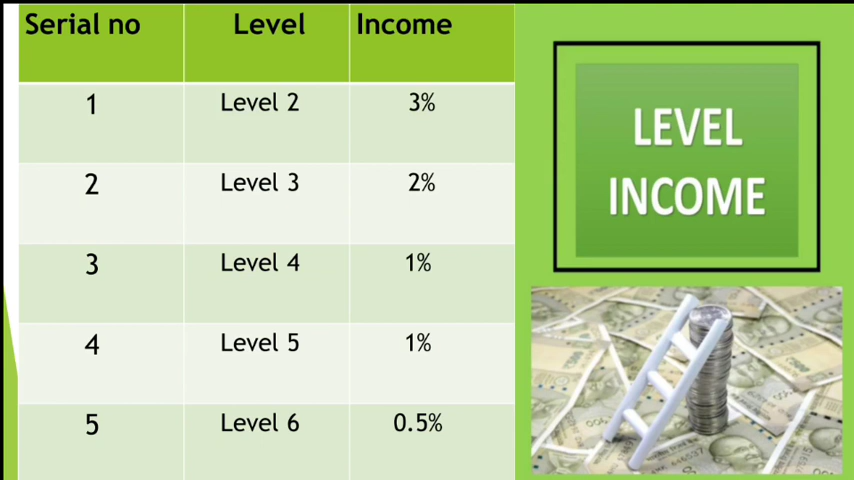 Serial no Level Income
1 Level 2 3%
2 Level 3 2%
3 Level 4 1%
4 Level 5 1%
5 Level 6 0.5%
LEVEL
INCOME